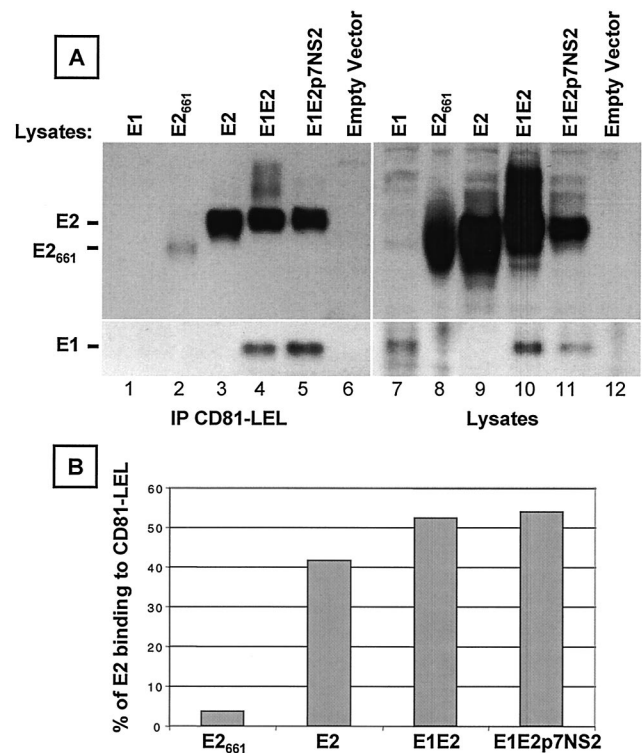 A
Lysates: E1 E2₆₆₁ E2 E1E2 E1E2p7NS2 Empty Vector E1 E2₆₆₁ E2 E1E2 E1E2p7NS2 Empty Vector
E2
E2₆₆₁
E1
1 2 3 4 5 6 7 8 9 10 11 12
IP CD81-LEL Lysates
B
% of E2 binding to CD81-LEL
60
50
40
30
20
10
0
E2₆₆₁ E2 E1E2 E1E2p7NS2